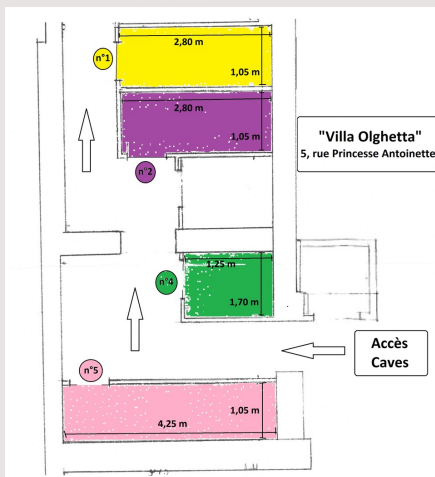 2,80 m
n°1
1,05 m
2,80 m
1,05 m
n°2
"Villa Olghetta"
5, rue Princesse Antoinette
1,25 m
n°4
1,70 m
Accès
Caves
n°5
1,05 m
4,25 m